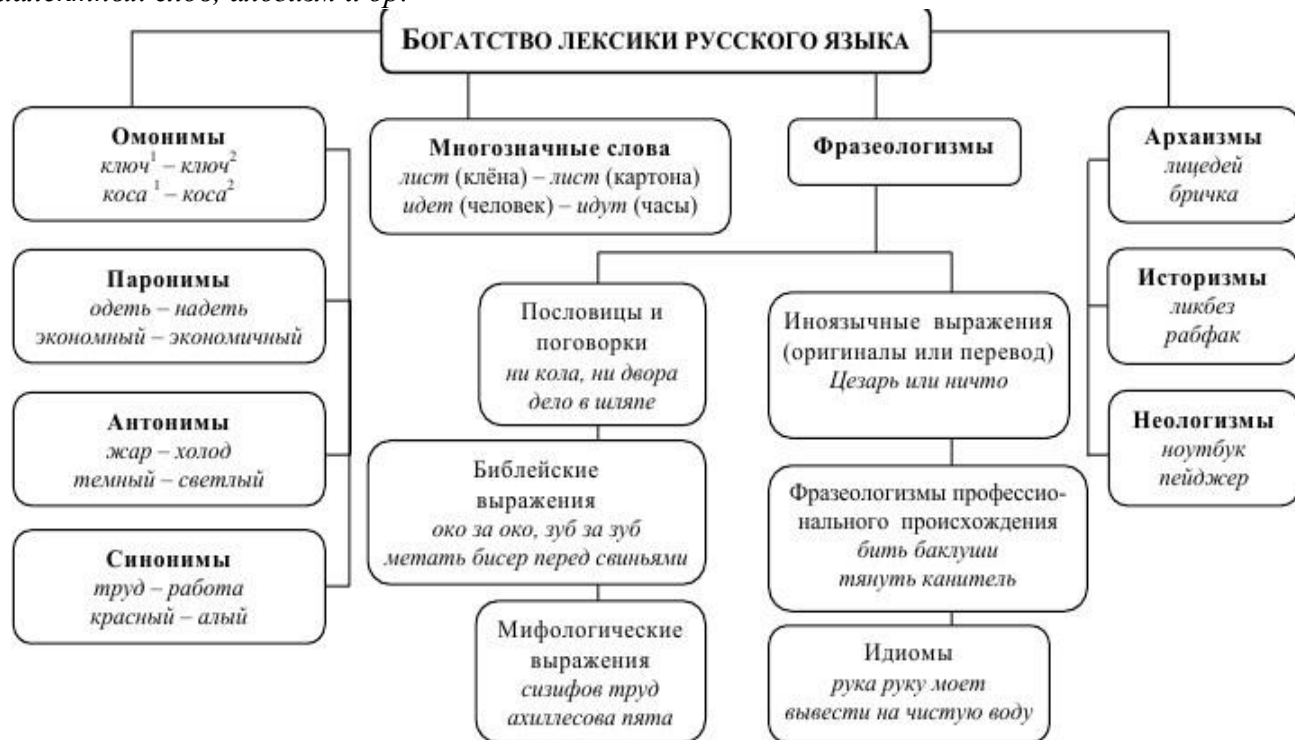 БОГАТСТВО ЛЕКСИКИ РУССКОГО ЯЗЫКА
Омонимы
ключ¹ – ключ²
коса ¹ – коса²
Паронимы
одеть – надеть
экономный – экономичный
Антонимы
жар – холод
темный – светлый
Синонимы
труд – работа
красный – алый
Многозначные слова
лист (клёна) – лист (картона)
идет (человек) – идут (часы)
Фразеологизмы
Пословицы и
поговорки
ни кола, ни двора
дело в шляпе
Библейские
выражения
око за око, зуб за зуб
метать бисер перед свиньями
Мифологические
выражения
сизифов труд
ахиллесова пята
Иноязычные выражения
(оригиналы или перевод)
Цезарь или ничто
Фразеологизмы профессио-
нального происхождения
бить баклуши
тянуть канитель
Идиомы
рука руку моет
вывести на чистую воду
Архаизмы
лицедей
бричка
Историзмы
ликбез
рабфак
Неологизмы
ноутбук
пейджер